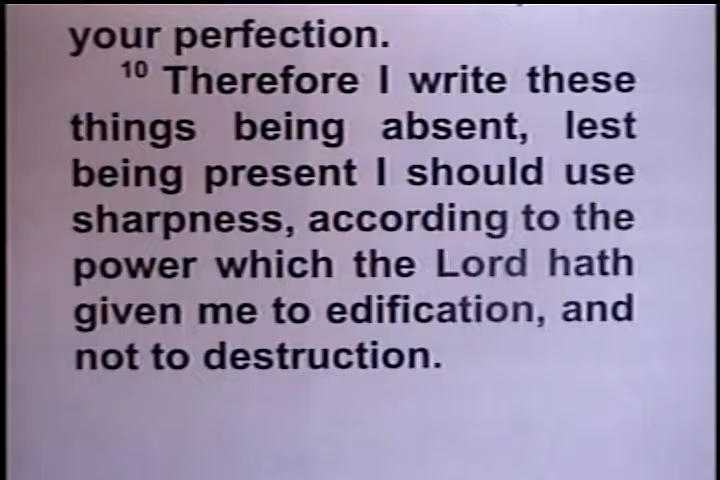 your perfection.
10 Therefore I write these
things being absent, lest
being present I should use
sharpness, according to the
power which the Lord hath
given me to edification, and
not to destruction.